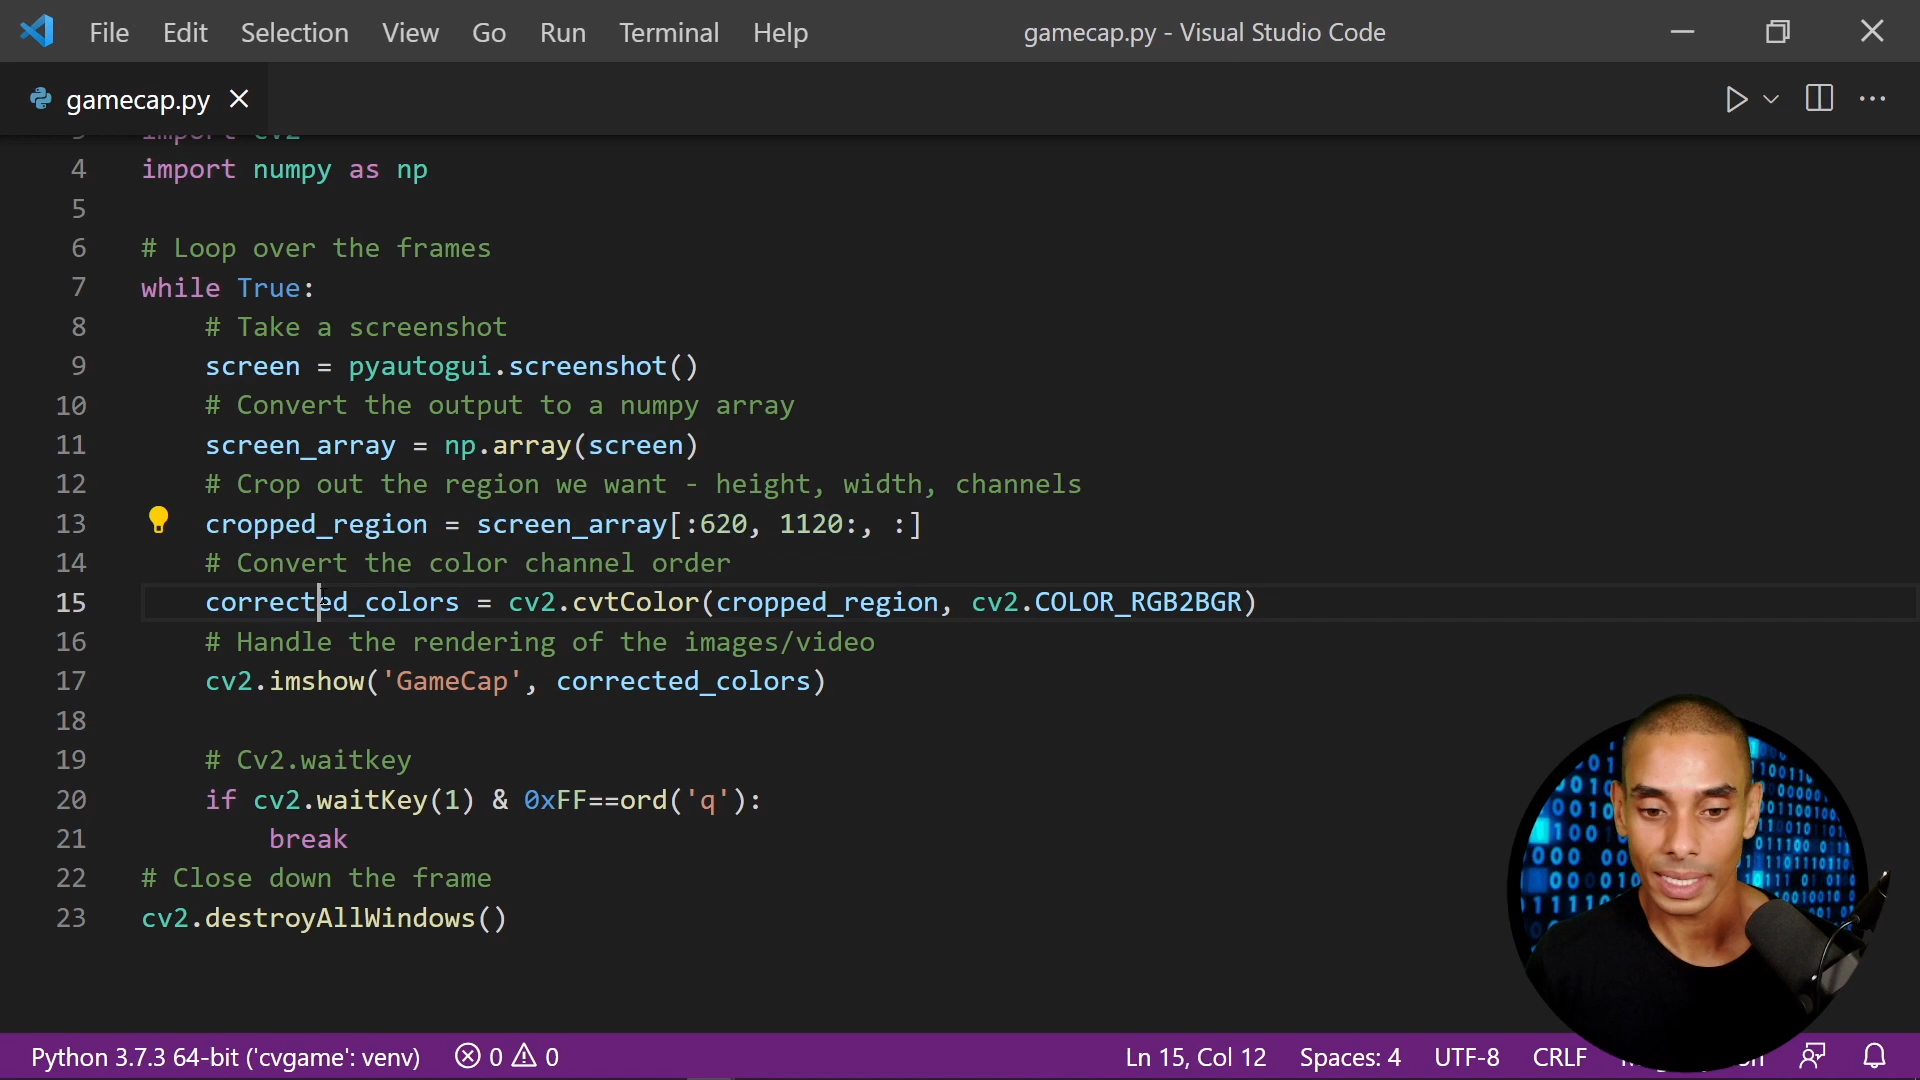 File Edit Selection View Go Run Terminal Help
gamecap.py - Visual Studio Code
gamecap.py
3 import cv2
4 import numpy as np
5
6 # Loop over the frames
7 while True:
8 # Take a screenshot
9 screen = pyautogui.screenshot()
10 # Convert the output to a numpy array
11 screen_array = np.array(screen)
12 # Crop out the region we want - height, width, channels
13 cropped_region = screen_array[:620, 1120:, :]
14 # Convert the color channel order
15 corrected_colors = cv2.cvtColor(cropped_region, cv2.COLOR_RGB2BGR)
16 # Handle the rendering of the images/video
17 cv2.imshow('GameCap', corrected_colors)
18
19 # Cv2.waitkey
20 if cv2.waitKey(1) & 0xFF==ord('q'):
21 break
22 # Close down the frame
23 cv2.destroyAllWindows()
Python 3.7.3 64-bit ('cvgame': venv) 0 0 Ln 15, Col 12 Spaces: 4 UTF-8 CRLF